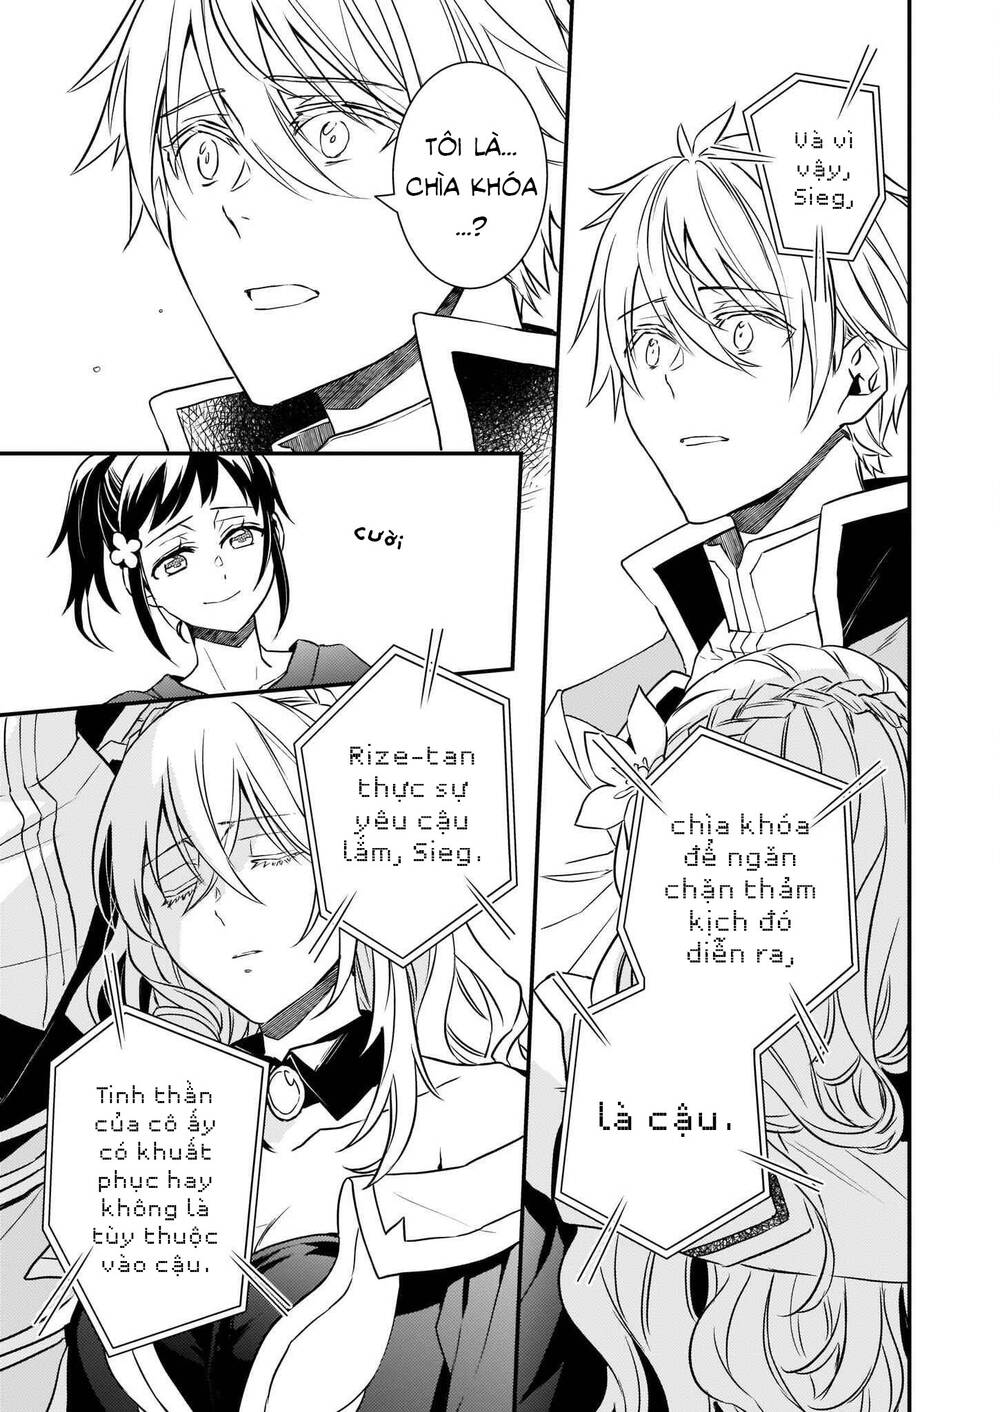 Và vì
vậy,
Sieg,
chìa khóa
để ngăn
chặn thảm
kịch đó
diễn ra,
là cậu.
TÔI LÀ...
CHÌA KHÓA
...?
cười
Rize-tan
thực sự
yêu cậu
lắm, Sieg.
Tinh thần
của cô ấy
có khuất
phục hay
không là
tùy thuộc
vào cậu.